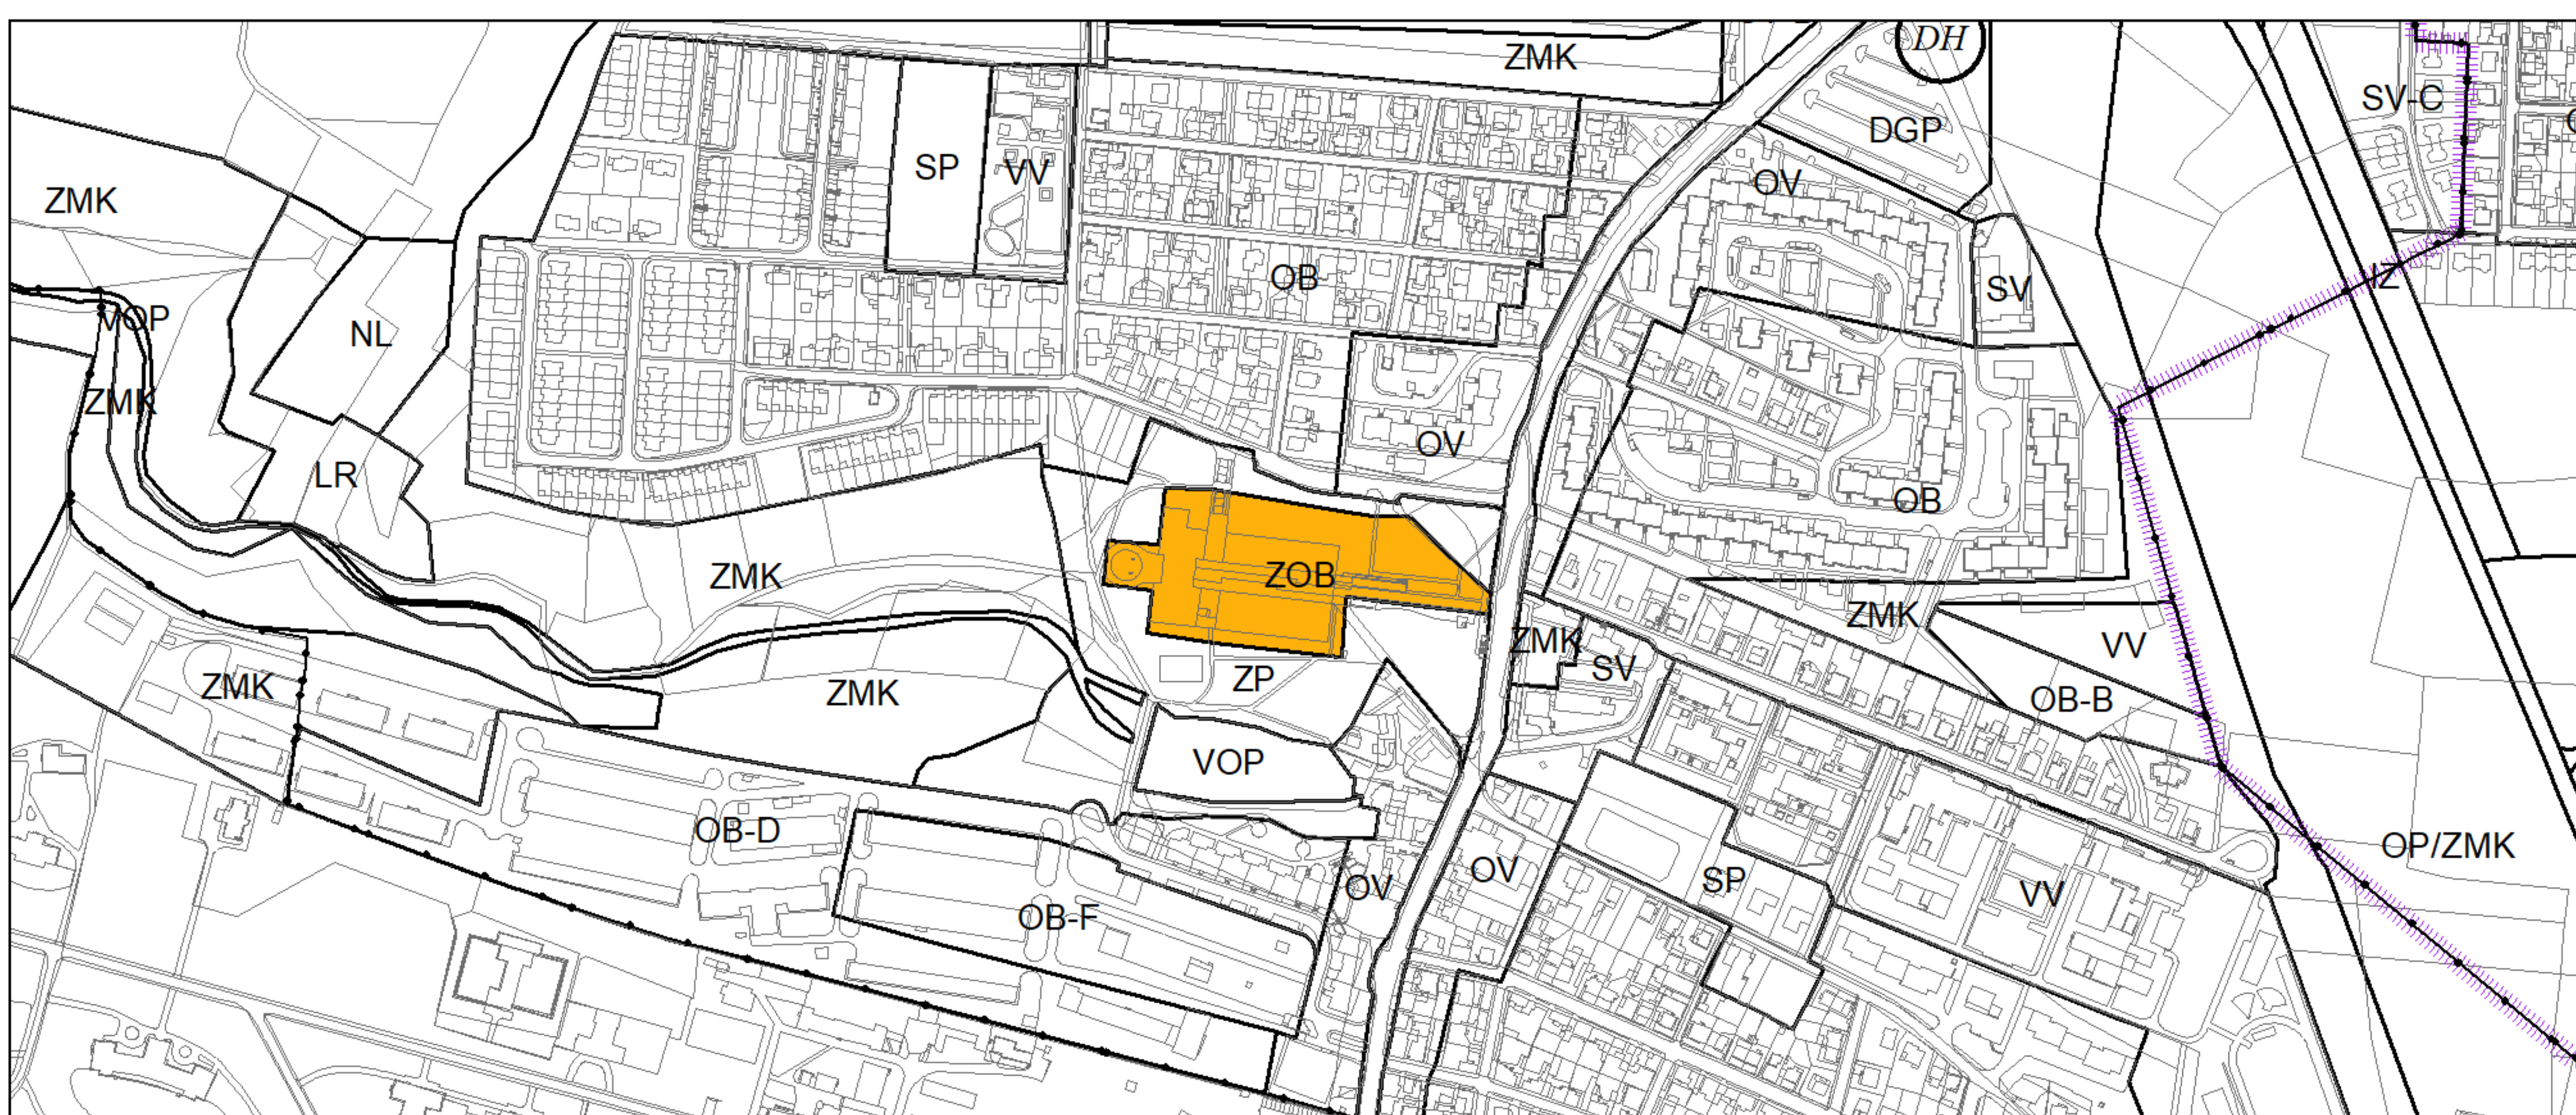 DH
ZMK
SV-C
DGP
SP
VV
OV
ZMK
OB
SV
IZ
VOP
NL
ZMK
OV
LR
OB
ZMK
ZOB
ZMK
ZMK
VV
SV
ZP
ZMK
ZMK
OB-B
VOP
OB-D
OP/ZMK
OV
OV
SP
VV
OB-F